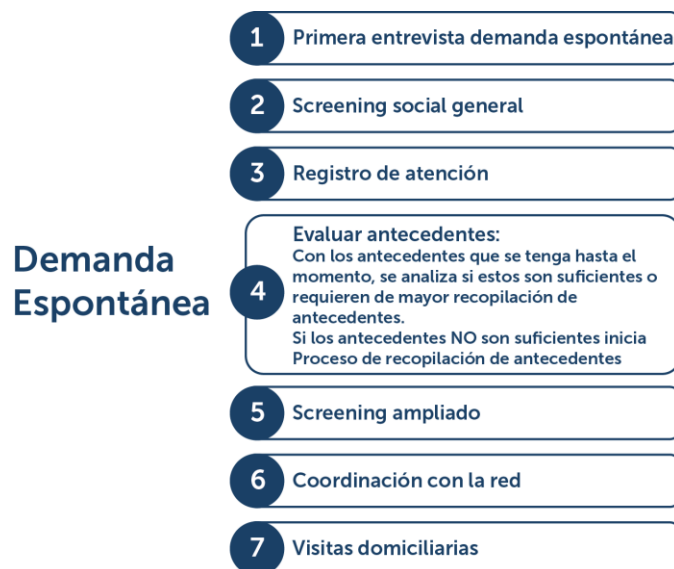 Demanda
Espontánea
1 Primera entrevista demanda espontánea
2 Screening social general
3 Registro de atención
4 Evaluar antecedentes:
Con los antecedentes que se tenga hasta el
momento, se analiza si estos son suficientes o
requieren de mayor recopilación de
antecedentes.
Si los antecedentes NO son suficientes inicia
Proceso de recopilación de antecedentes
5 Screening ampliado
6 Coordinación con la red
7 Visitas domiciliarias